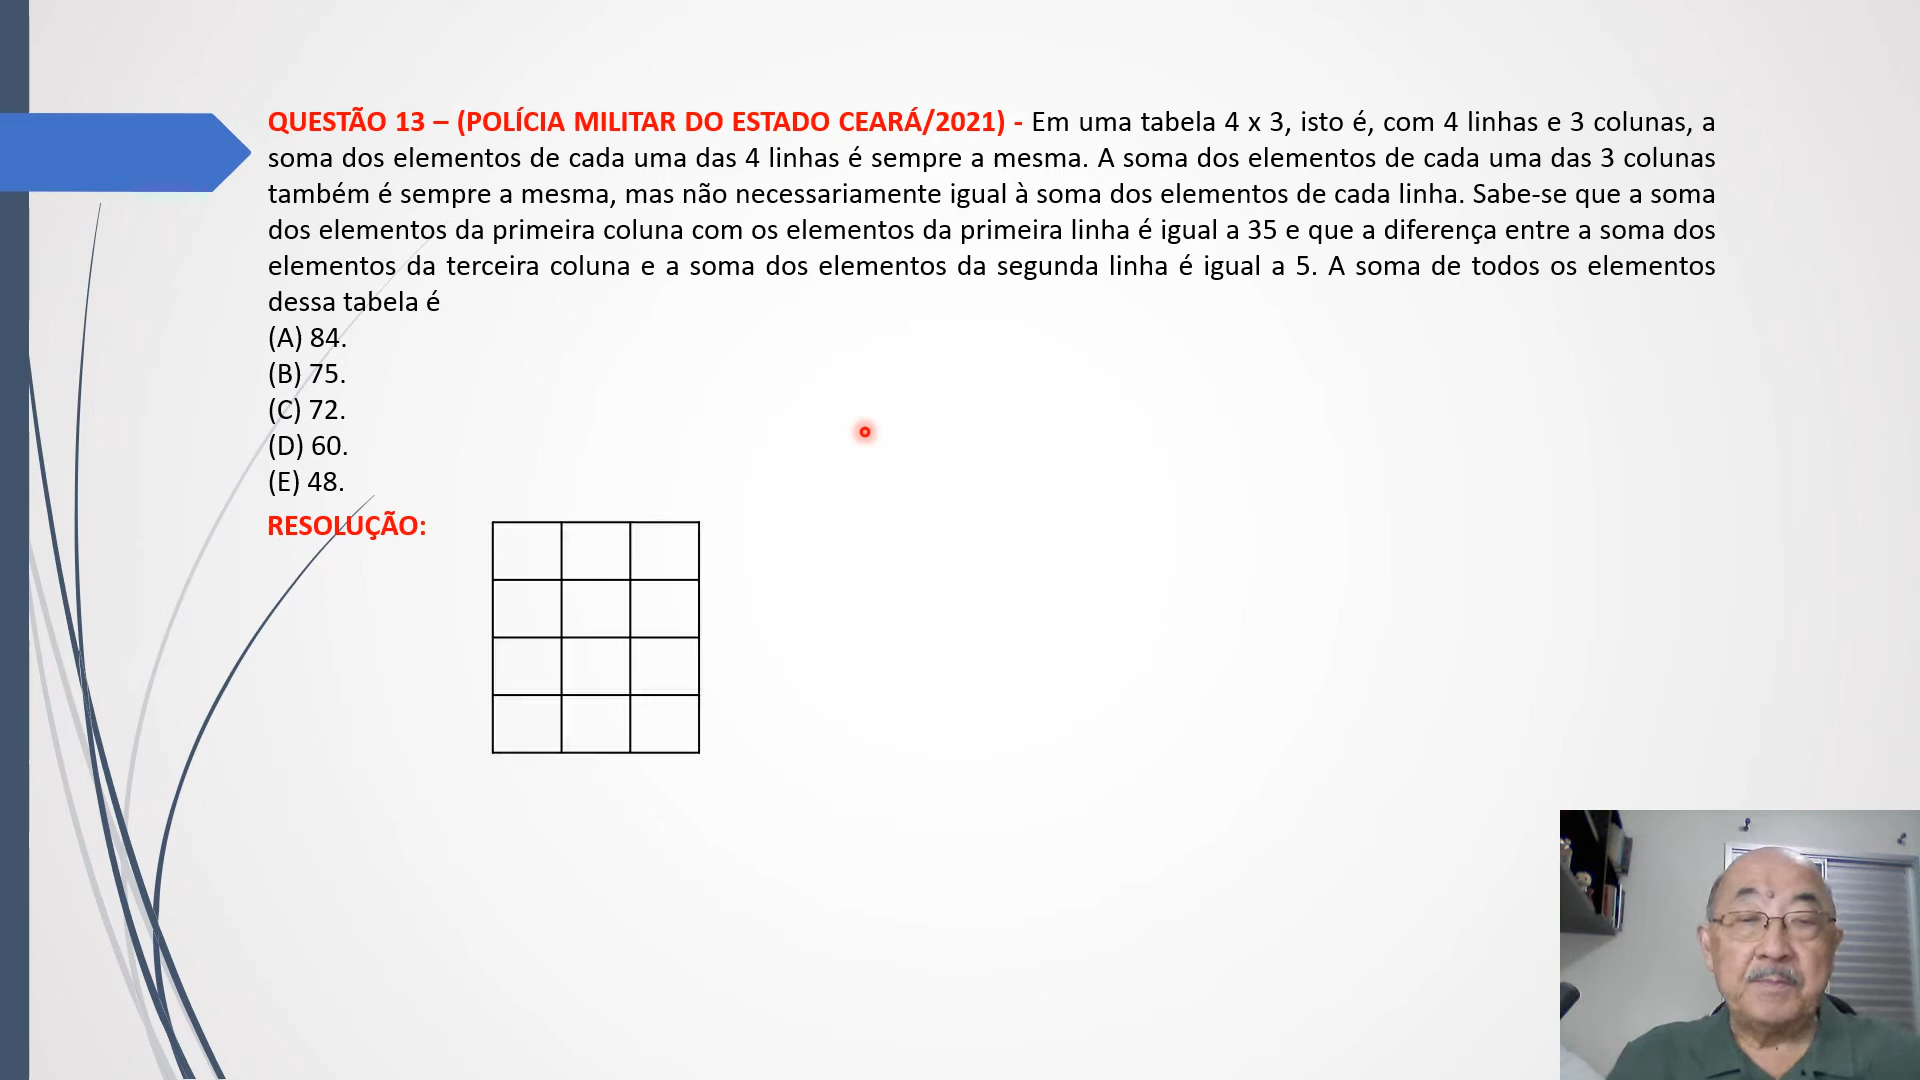 QUESTÃO 13 – (POLÍCIA MILITAR DO ESTADO CEARÁ/2021) - Em uma tabela 4 x 3, isto é, com 4 linhas e 3 colunas, a
soma dos elementos de cada uma das 4 linhas é sempre a mesma. A soma dos elementos de cada uma das 3 colunas
também é sempre a mesma, mas não necessariamente igual à soma dos elementos de cada linha. Sabe-se que a soma
dos elementos da primeira coluna com os elementos da primeira linha é igual a 35 e que a diferença entre a soma dos
elementos da terceira coluna e a soma dos elementos da segunda linha é igual a 5. A soma de todos os elementos
dessa tabela é
(A) 84.
(B) 75.
(C) 72.
(D) 60.
(E) 48.
RESOLUÇÃO: